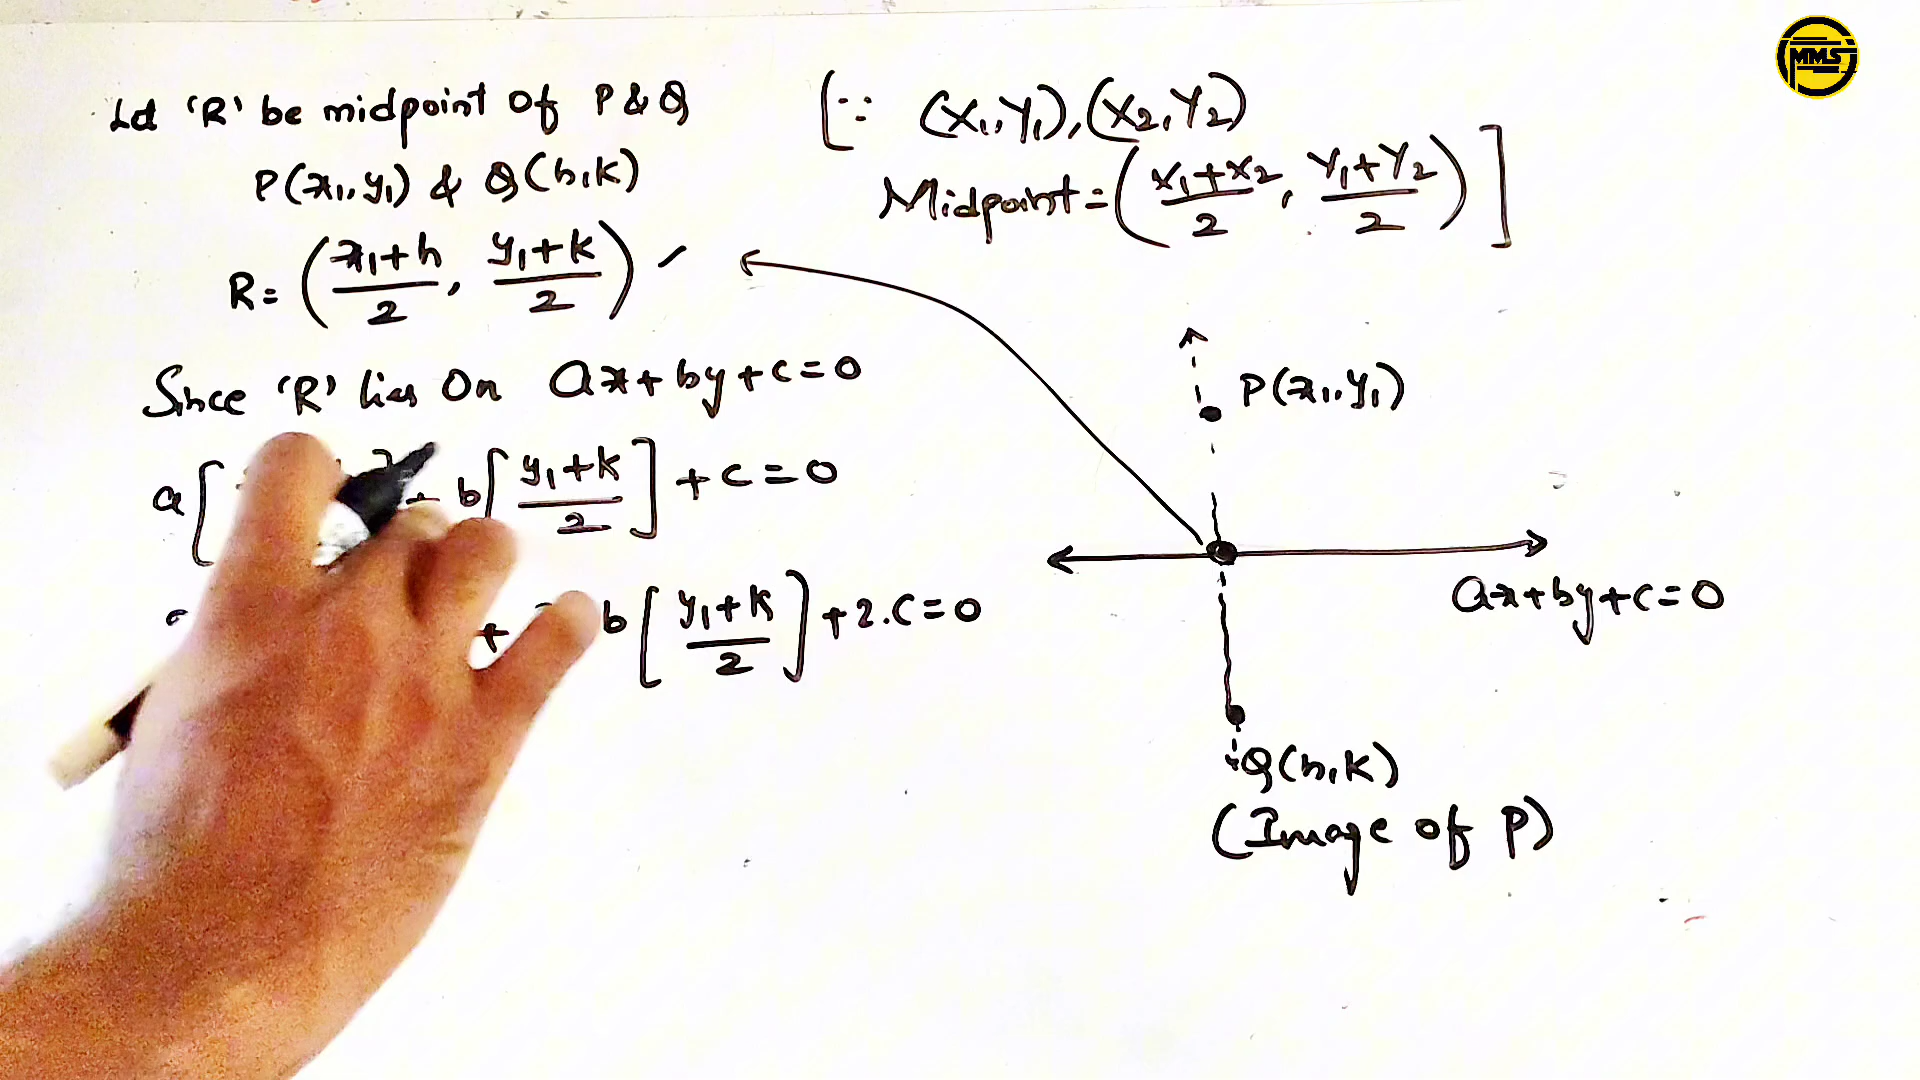 Let 'R' be midpoint of P & Q
P(x₁, y₁) & Q(h, k)
R = (x₁+h/2, y₁+k/2)
[∵ (X₁, Y₁), (X₂, Y₂)
Midpoint = (X₁+X₂/2, Y₁+Y₂/2)]
Since 'R' lies On ax+by+c=0
a[ + b[y₁+k/2] + c = 0
+ b[y₁+k/2] + 2.c = 0
P(x₁, y₁)
ax+by+c=0
Q(h, k)
(Image of P)
MMS